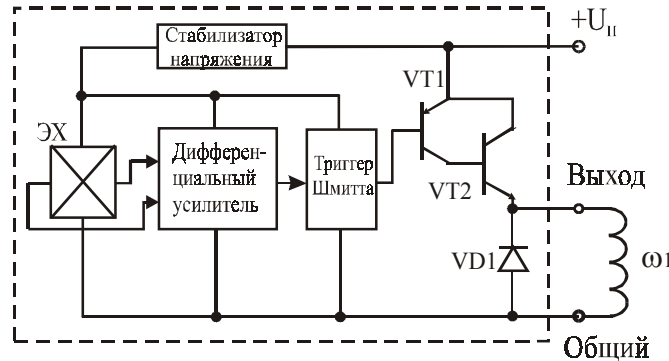 Стабилизатор
напряжения
+Uп
VT1
ЭХ
Дифферен-
циальный
усилитель
Триггер
Шмитта
VT2
Выход
VD1
ω1
Общий